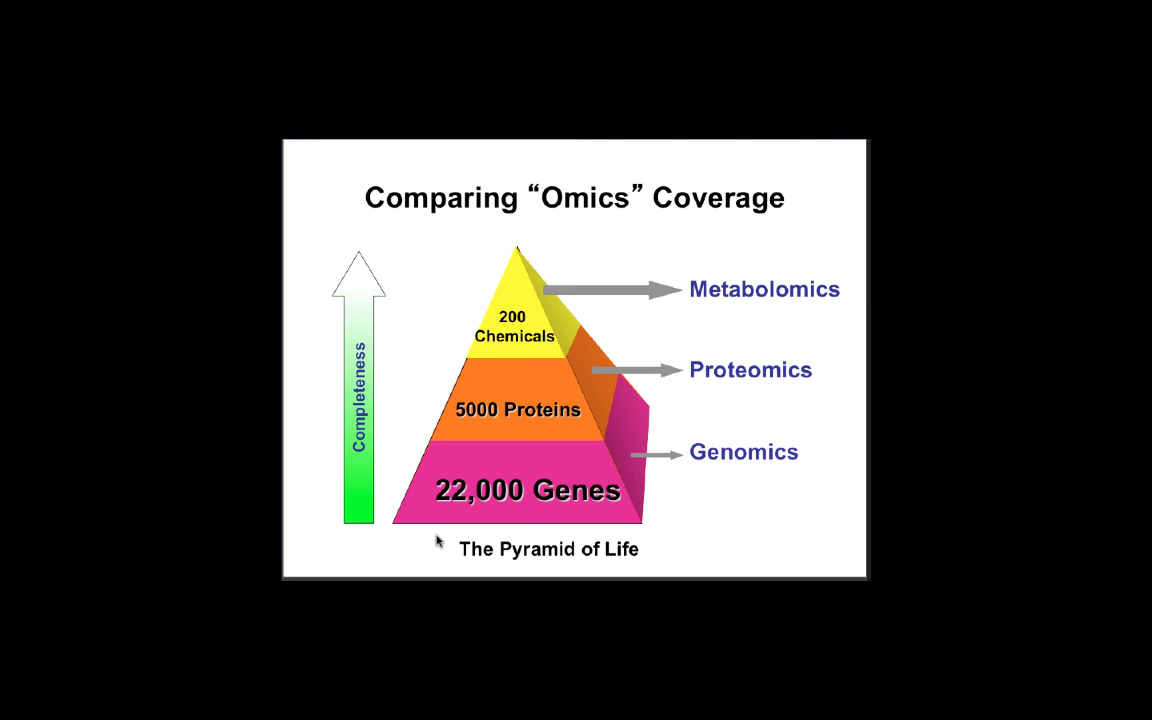 Comparing “Omics” Coverage
Metabolomics
200
Chemicals
Completeness
Proteomics
5000 Proteins
Genomics
22,000 Genes
The Pyramid of Life